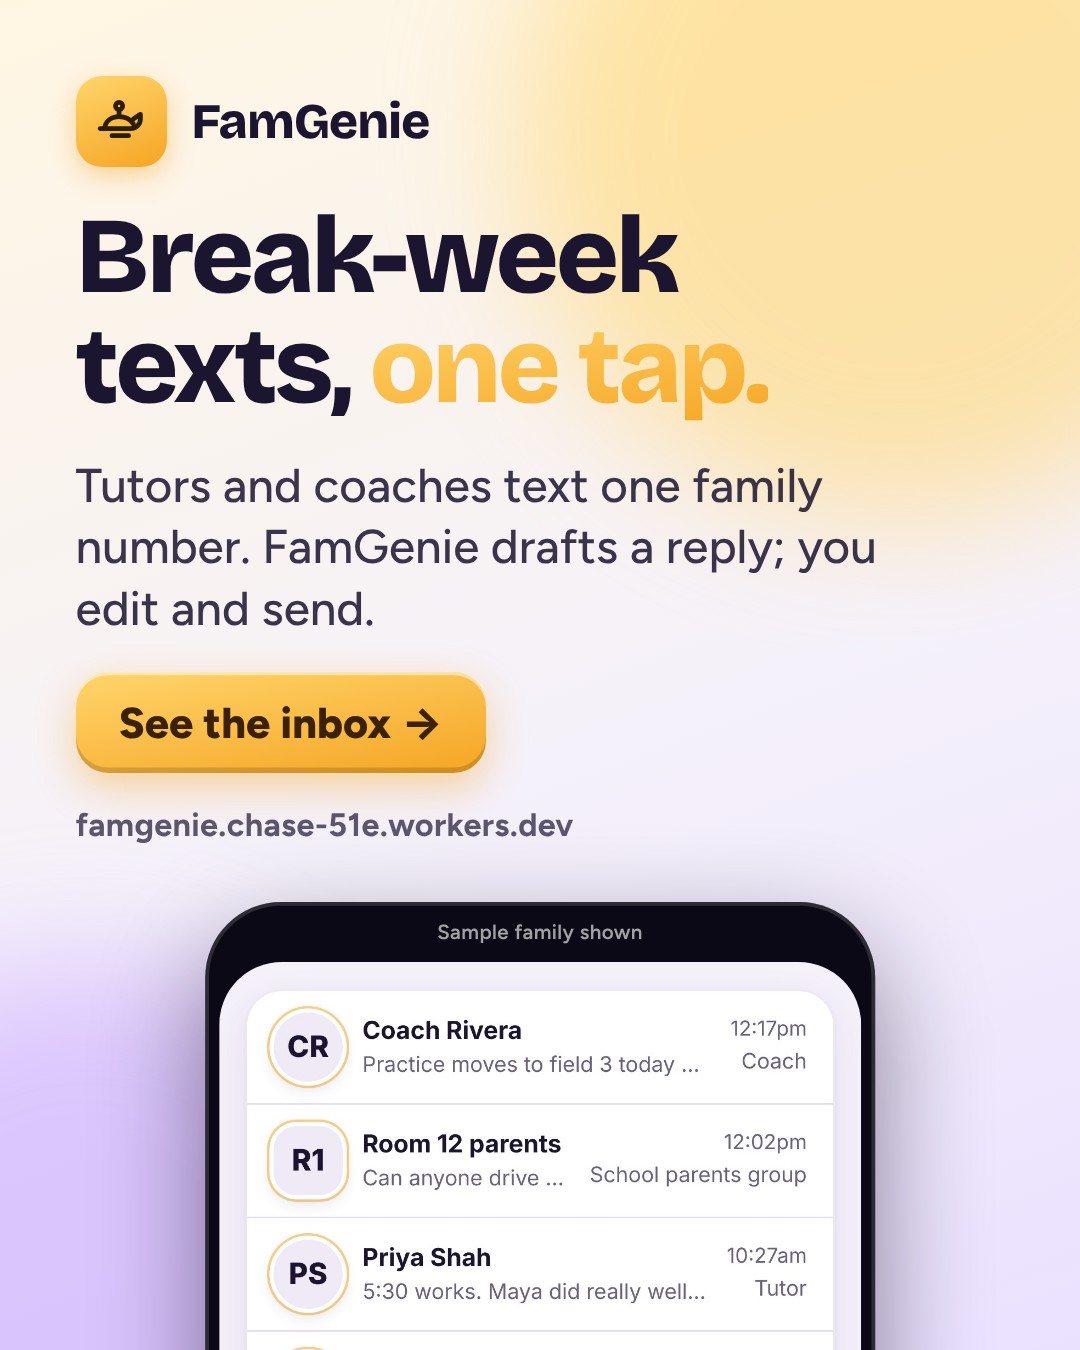 FamGenie
Break-week
texts, one tap.
Tutors and coaches text one family
number. FamGenie drafts a reply; you
edit and send.
See the inbox →
famgenie.chase-51e.workers.dev
Sample family shown
CR
Coach Rivera
12:17pm
Practice moves to field 3 today ...
Coach
R1
Room 12 parents
12:02pm
Can anyone drive ...
School parents group
PS
Priya Shah
10:27am
5:30 works. Maya did really well...
Tutor